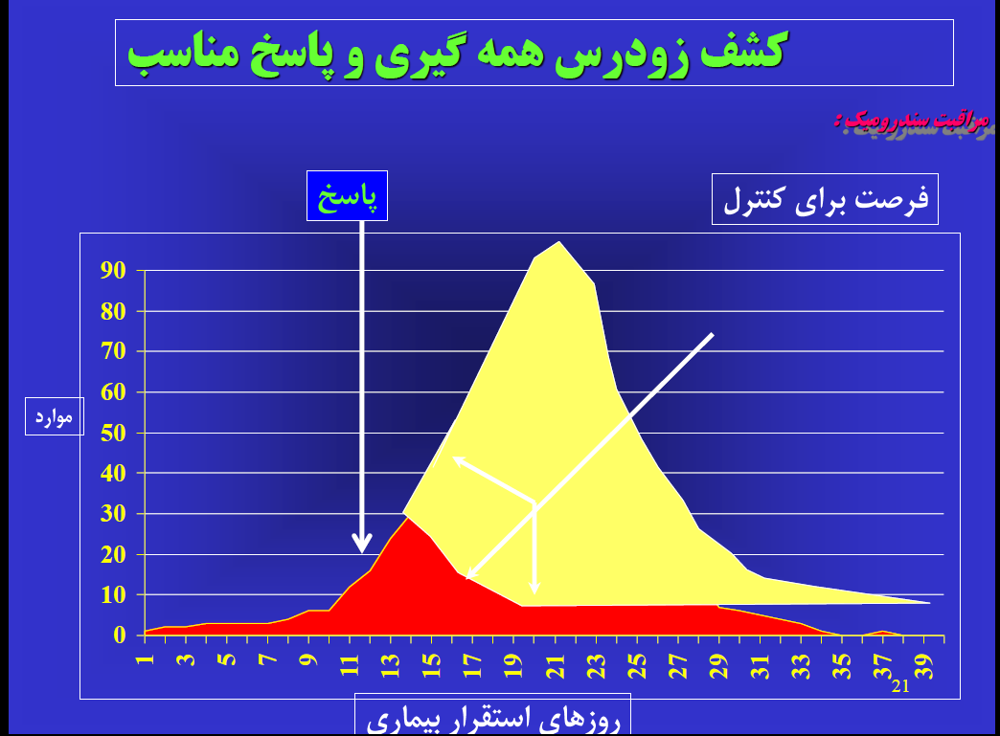 کشف زودرس همه گیری و پاسخ مناسب
مراقبت سندرومیک :
پاسخ
فرصت برای کنترل
90
80
70
60
50
40
30
20
10
0
موارد
1 3 5 7 9 11 13 15 17 19 21 23 25 27 29 31 33 35 37 39
21
روزهای استقرار بیماری